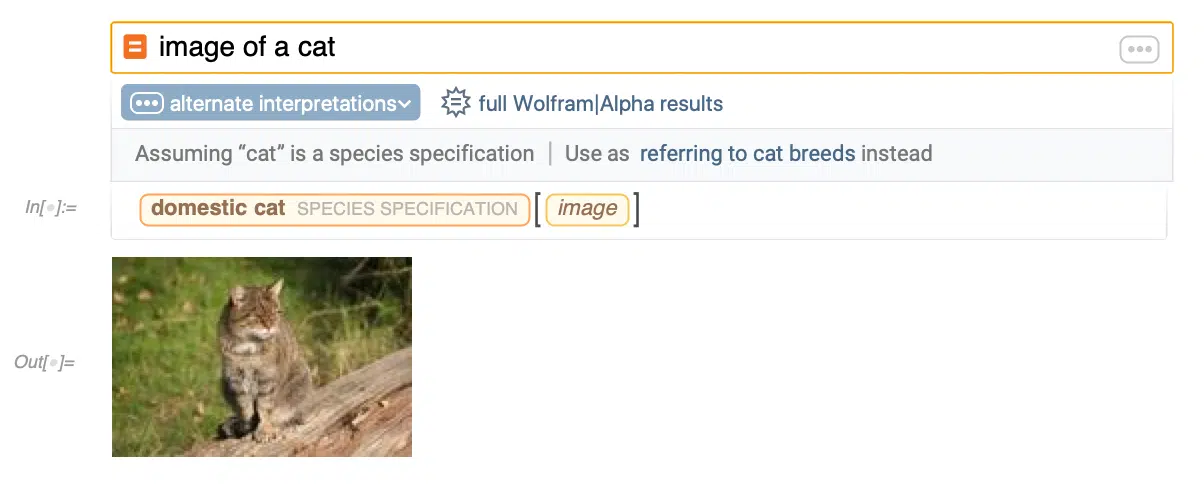 image of a cat
alternate interpretations full Wolfram|Alpha results
Assuming “cat” is a species specification | Use as referring to cat breeds instead
In[•]:= domestic cat SPECIES SPECIFICATION [ image ]
Out[•]=